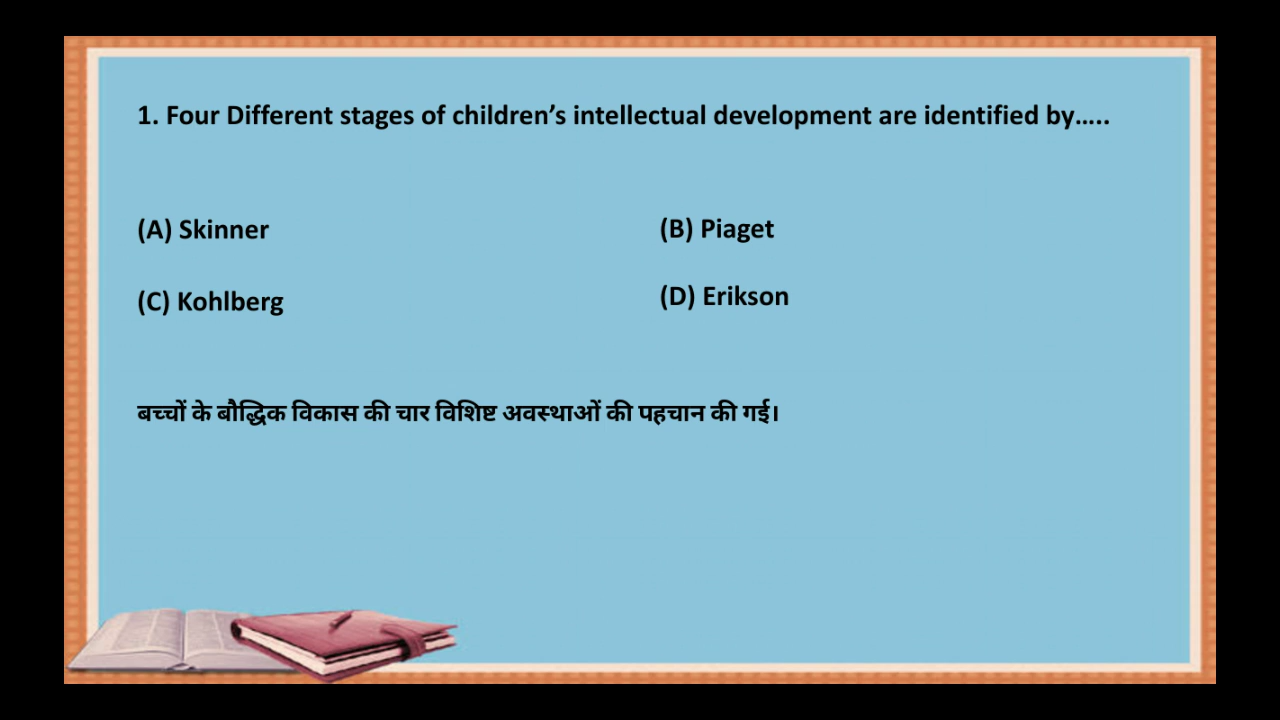 1. Four Different stages of children’s intellectual development are identified by.....
(A) Skinner
(B) Piaget
(C) Kohlberg
(D) Erikson
बच्चों के बौद्धिक विकास की चार विशिष्ट अवस्थाओं की पहचान की गई।